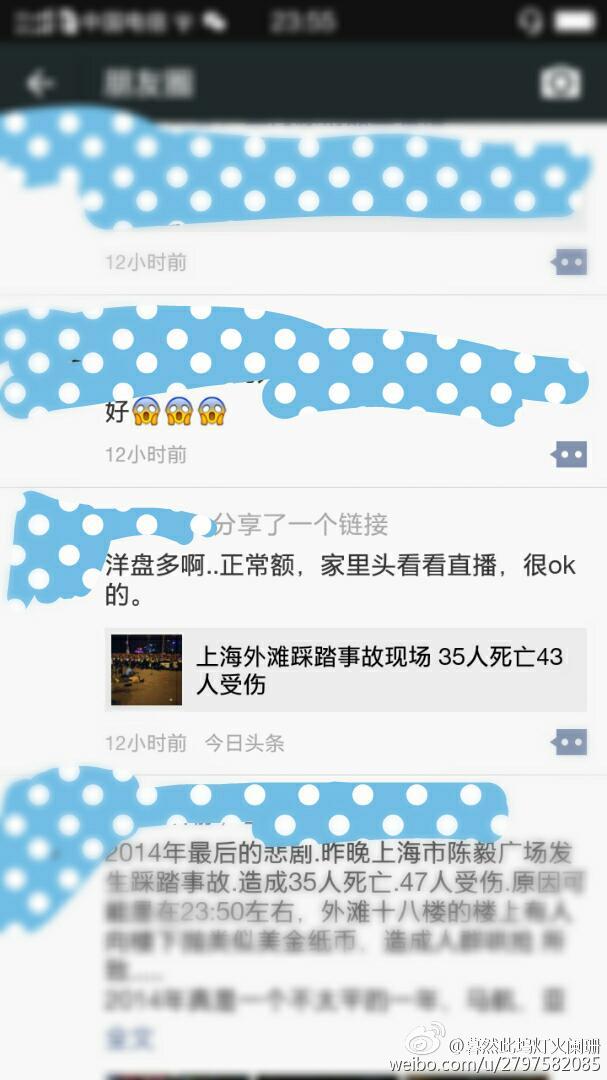 中国电信
23:55
朋友圈
12小时前
好😱😱😱
12小时前
分享了一个链接
洋盘多啊..正常额，家里头看看直播，很ok
的。
上海外滩踩踏事故现场 35人死亡43
人受伤
12小时前 今日头条
2014年最后的悲剧.昨晚上海市陈毅广场发
生踩踏事故.造成35人死亡.47人受伤.原因可
能是在23:50左右，外滩十八楼的楼上有人
向楼下抛类似美金纸币，造成人群哄抢 所
致.....
2014年真是一个不太平的一年，马航，亚
全文
@暮然此坞灯火阑珊
weibo.com/u/2797582085